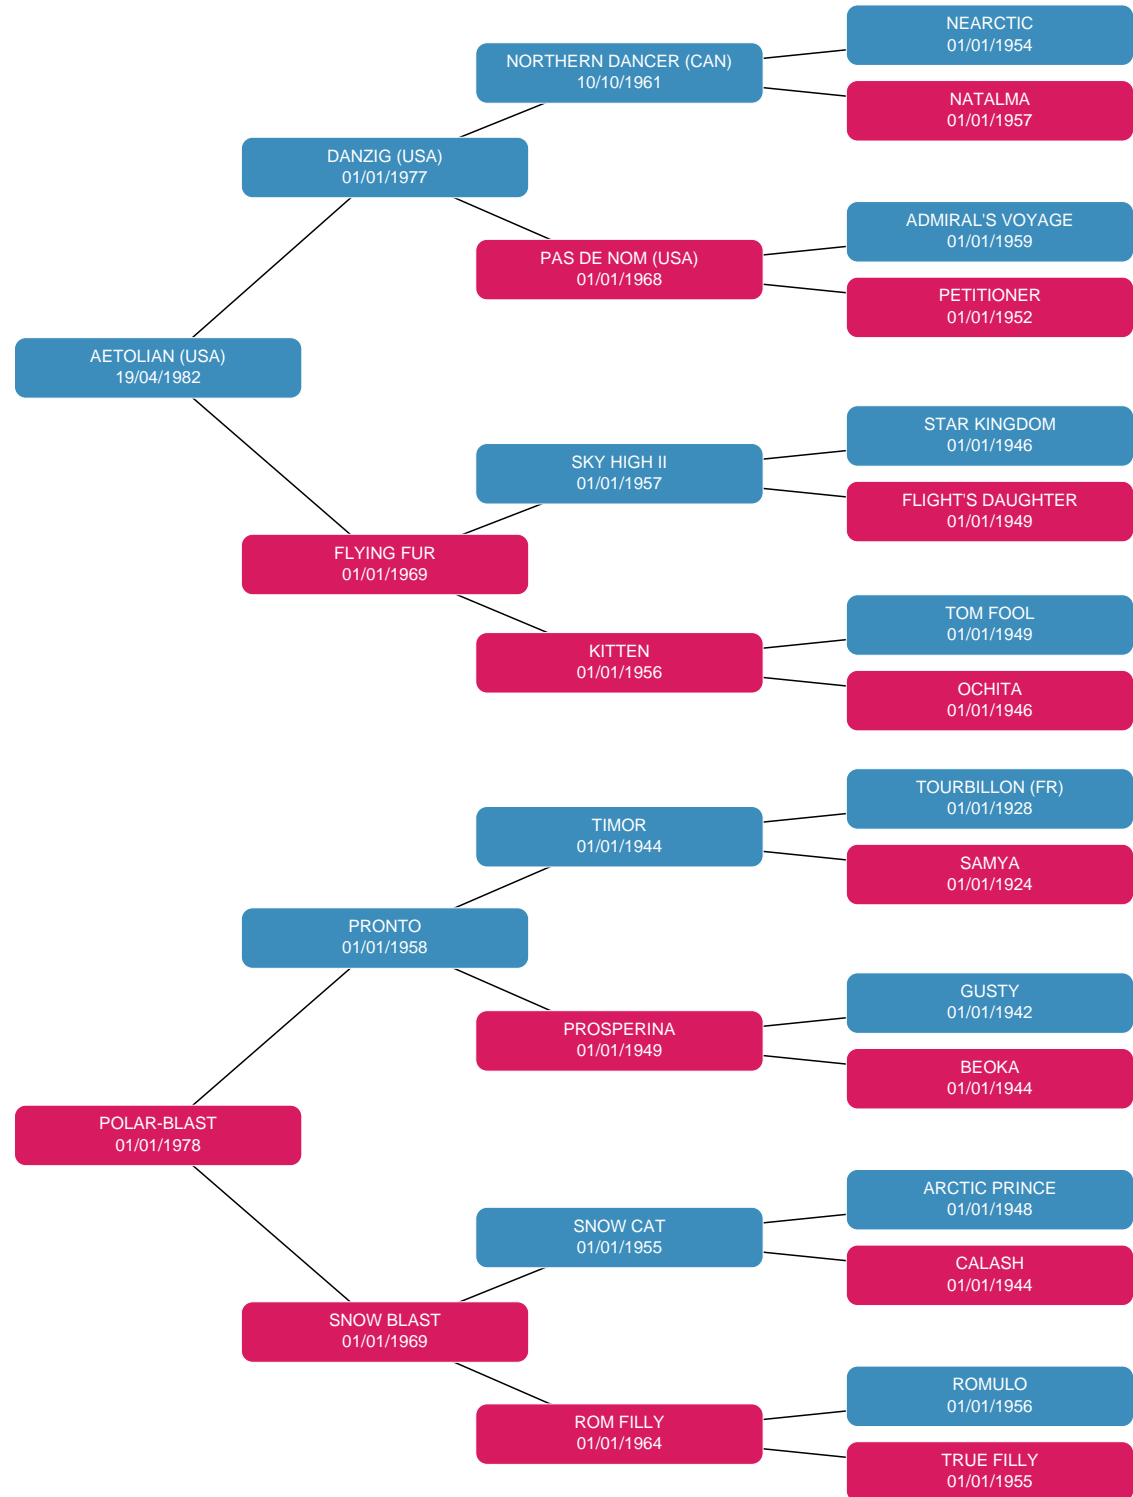 NEARCTIC
01/01/1954
NORTHERN DANCER (CAN)
10/10/1961
NATALMA
01/01/1957
DANZIG (USA)
01/01/1977
ADMIRAL'S VOYAGE
01/01/1959
PAS DE NOM (USA)
01/01/1968
PETITIONER
01/01/1952
AETOLIAN (USA)
19/04/1982
STAR KINGDOM
01/01/1946
SKY HIGH II
01/01/1957
FLIGHT'S DAUGHTER
01/01/1949
FLYING FUR
01/01/1969
TOM FOOL
01/01/1949
KITTEN
01/01/1956
OCHITA
01/01/1946
TOURBILLON (FR)
01/01/1928
TIMOR
01/01/1944
SAMYA
01/01/1924
PRONTO
01/01/1958
GUSTY
01/01/1942
PROSPERINA
01/01/1949
BEOKA
01/01/1944
POLAR-BLAST
01/01/1978
ARCTIC PRINCE
01/01/1948
SNOW CAT
01/01/1955
CALASH
01/01/1944
SNOW BLAST
01/01/1969
ROMULO
01/01/1956
ROM FILLY
01/01/1964
TRUE FILLY
01/01/1955